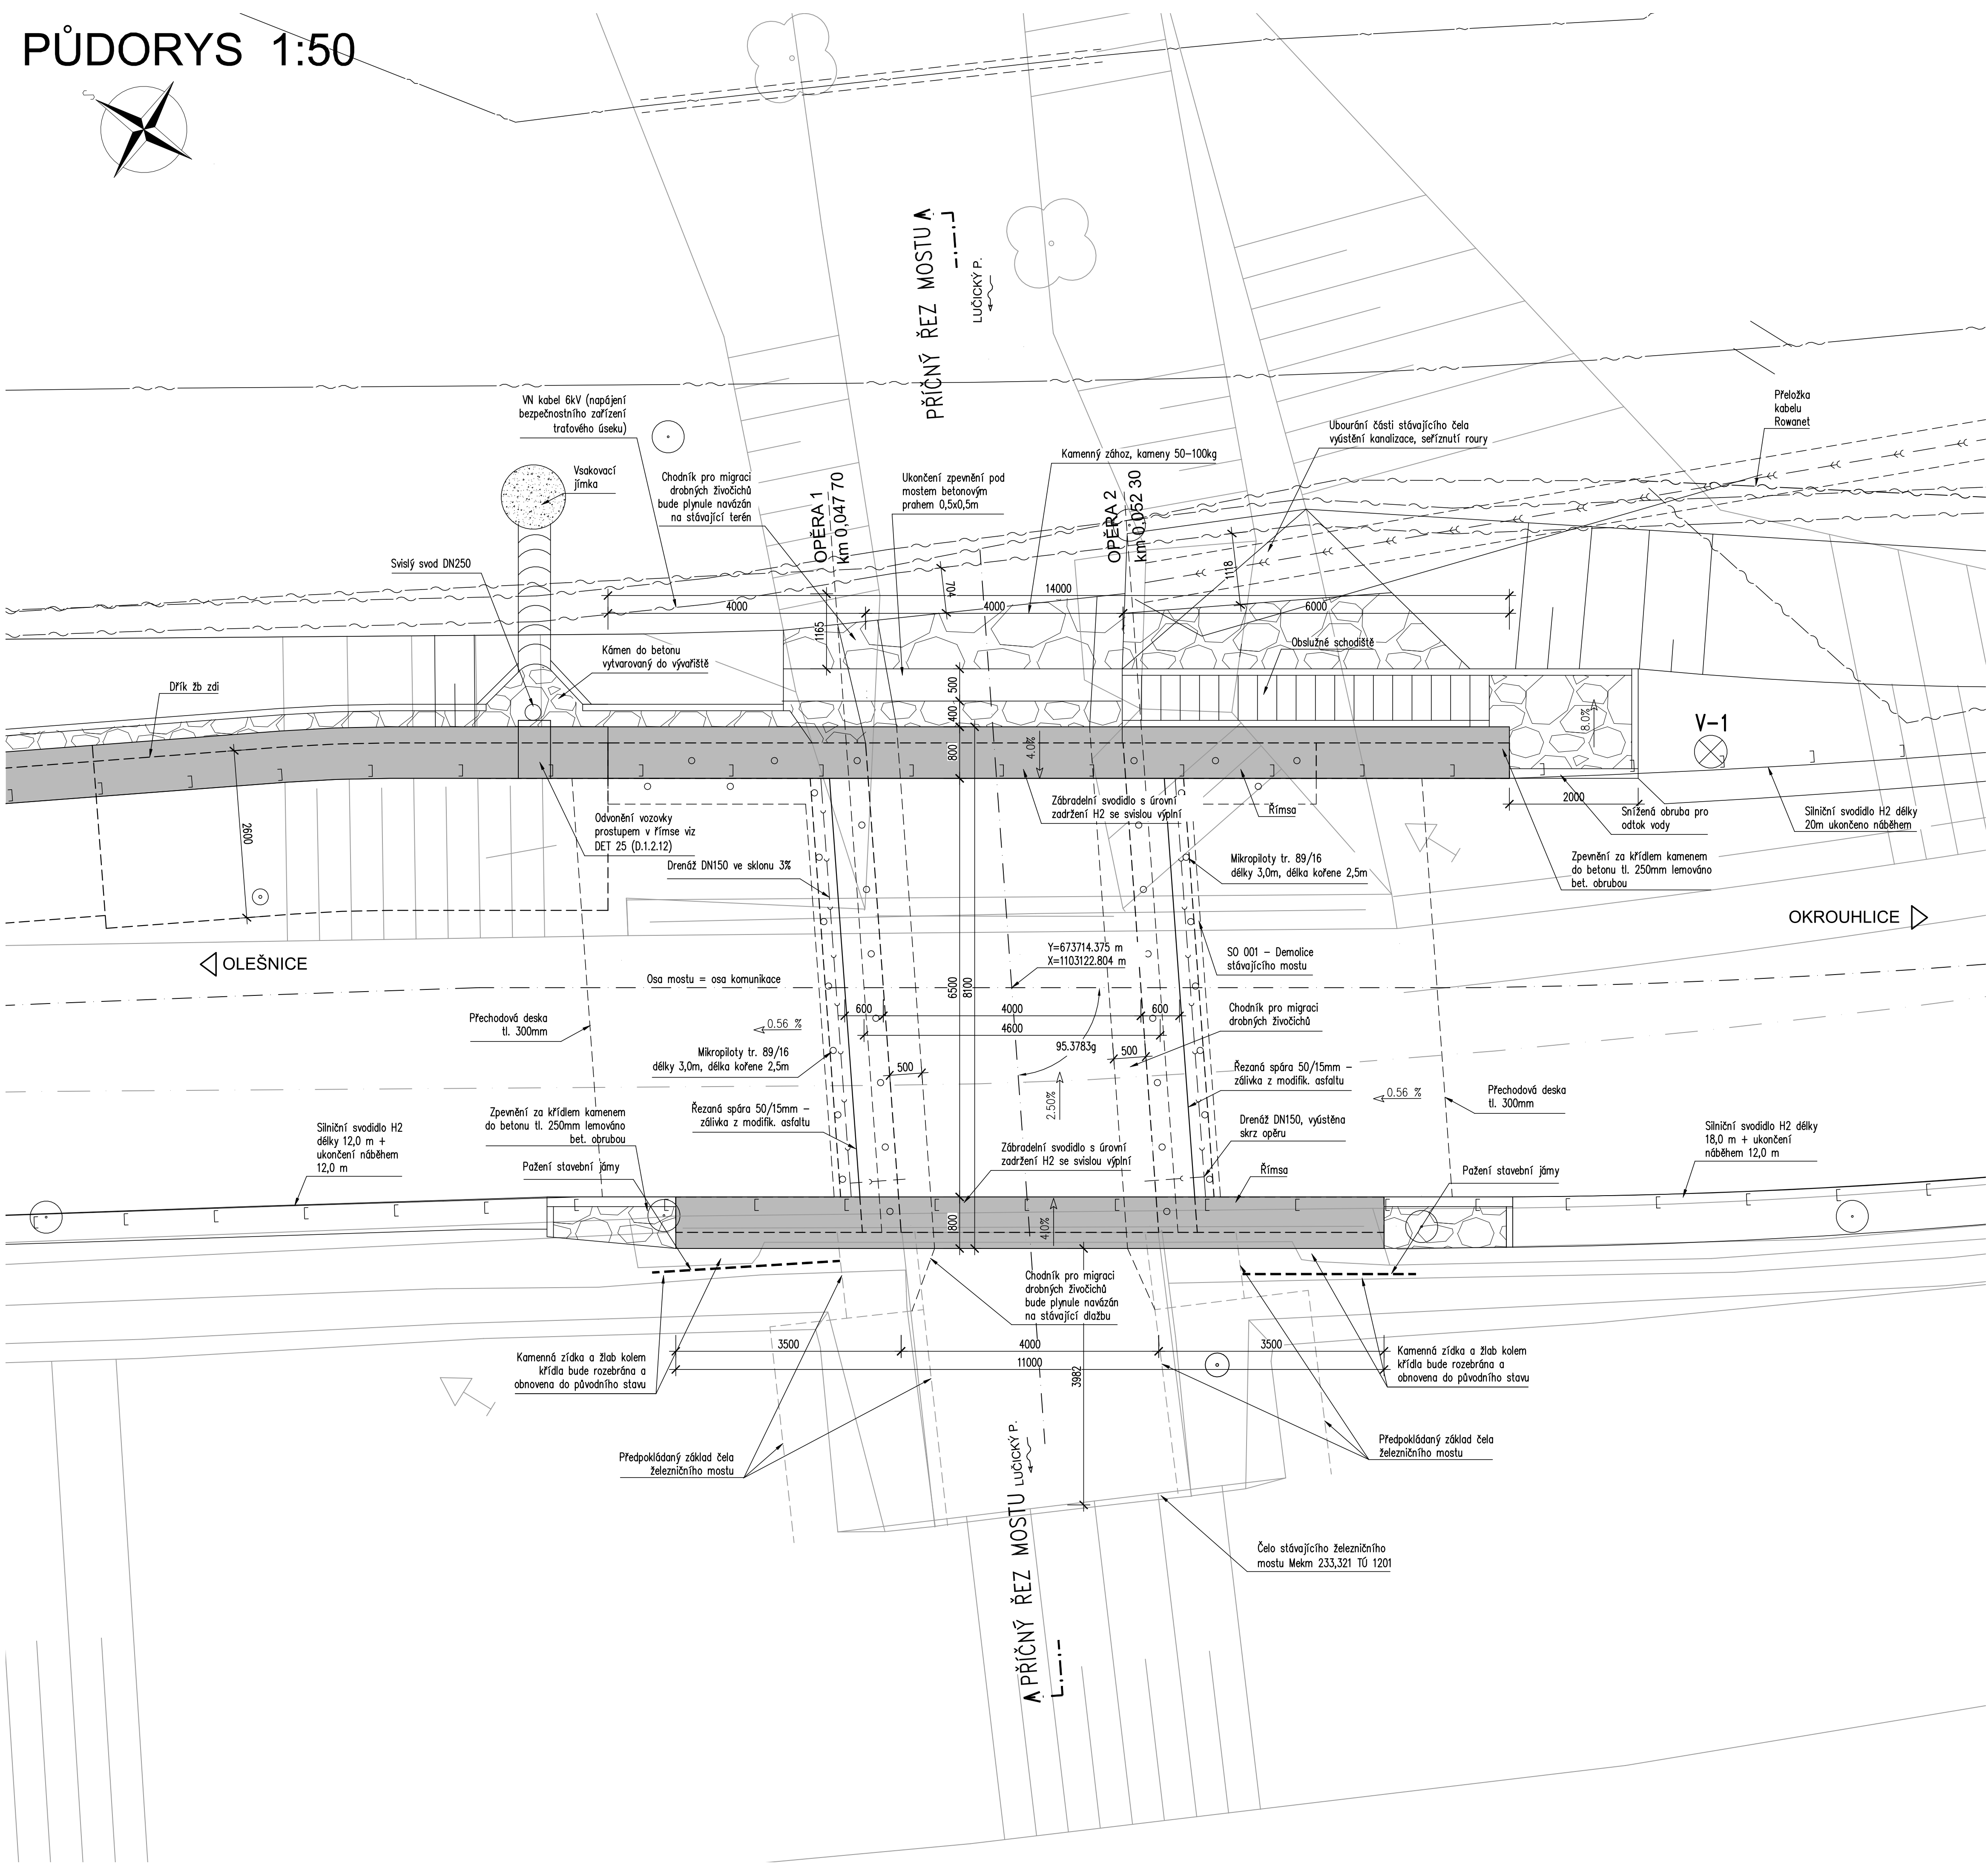 PŮDORYS 1:50
S
PŘÍČNÝ ŘEZ MOSTU A
LUČICKÝ P.
VN kabel 6kV (napájení
bezpečnostního zařízení
traťového úseku)
Vsakovací
jímka
Chodník pro migraci
drobných živočichů
bude plynule navázán
na stávající terén
OPĚRA 1
km 0,047 70
Ukončení zpevnění pod
mostem betonovým
prahem 0,5x0,5m
Kamenný zához, kameny 50-100kg
OPĚRA 2
km 0,052 30
Ubourání části stávajícího čela
vyústění kanalizace, seříznutí roury
Přeložka
kabelu
Rowanet
Svislý svod DN250
704
1118
14000
4000
4000
6000
1165
Kámen do betonu
vytvarovaný do vývařiště
Obslužné schodiště
Dřík žb zdi
500
400
800
4.0%
8.0%
V-1
2600
2000
Odvonění vozovky
prostupem v římse viz
DET 25 (D.1.2.12)
Zábradelní svodidlo s úrovní
zadržení H2 se svislou výplní
Římsa
Snížená obruba pro
odtok vody
Silniční svodidlo H2 délky
20m ukončeno náběhem
Drenáž DN150 ve sklonu 3%
Mikropiloty tr. 89/16
délky 3,0m, délka kořene 2,5m
Zpevnění za křídlem kamenem
do betonu tl. 250mm lemováno
bet. obrubou
OKROUHLICE
OLEŠNICE
Y=673714.375 m
X=1103122.804 m
SO 001 - Demolice
stávajícího mostu
Osa mostu = osa komunikace
6500
8100
600
4000
600
4600
Chodník pro migraci
drobných živočichů
Přechodová deska
tl. 300mm
0.56 %
95.3783g
500
500
Mikropiloty tr. 89/16
délky 3,0m, délka kořene 2,5m
Řezaná spára 50/15mm -
zálivka z modifik. asfaltu
2.50%
0.56 %
Přechodová deska
tl. 300mm
Zpevnění za křídlem kamenem
do betonu tl. 250mm lemováno
bet. obrubou
Řezaná spára 50/15mm -
zálivka z modifik. asfaltu
Drenáž DN150, vyústěna
skrz opěru
Silniční svodidlo H2
délky 12,0 m +
ukončení náběhem
12,0 m
Silniční svodidlo H2 délky
18,0 m + ukončení
náběhem 12,0 m
Pažení stavební jámy
Zábradelní svodidlo s úrovní
zadržení H2 se svislou výplní
Římsa
Pažení stavební jámy
800
4.0%
Chodník pro migraci
drobných živočichů
bude plynule navázán
na stávající dlažbu
3500
4000
3500
11000
3982
Kamenná zídka a žlab kolem
křídla bude rozebrána a
obnovena do původního stavu
Kamenná zídka a žlab kolem
křídla bude rozebrána a
obnovena do původního stavu
Předpokládaný základ čela
železničního mostu
Předpokládaný základ čela
železničního mostu
LUČICKÝ P.
A PŘÍČNÝ ŘEZ MOSTU
Čelo stávajícího železničního
mostu Mekm 233,321 TÚ 1201